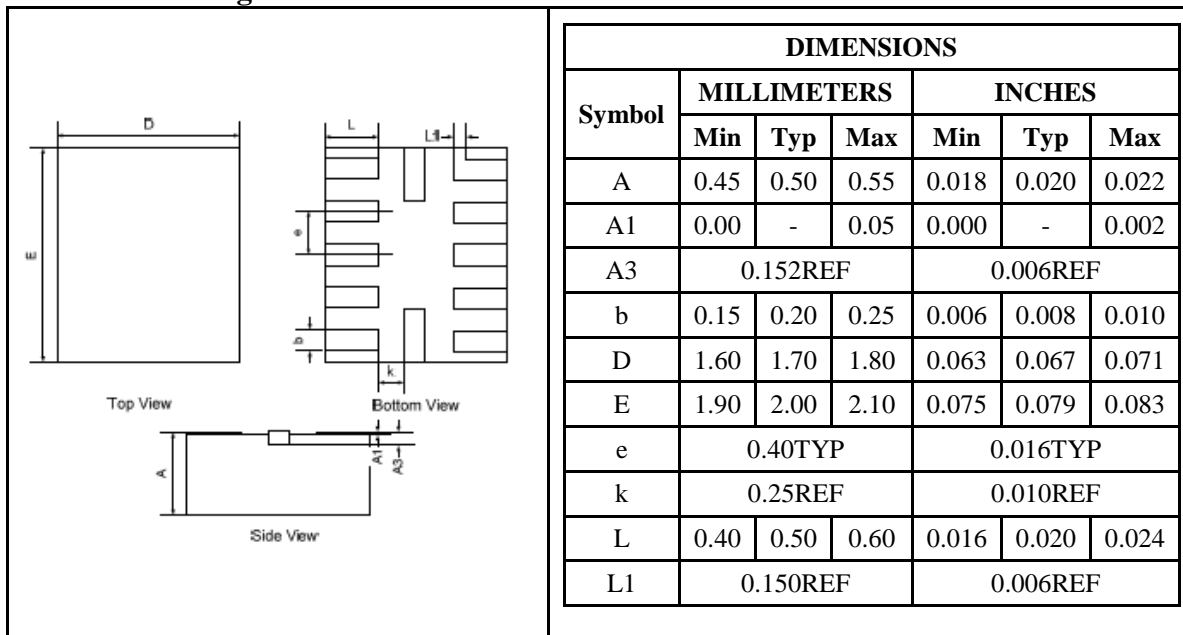 D
E
Top View
L
L1
e
b
k
Bottom View
A
A1
A3
Side View
DIMENSIONS
Symbol MILLIMETERS INCHES
Min Typ Max Min Typ Max
A 0.45 0.50 0.55 0.018 0.020 0.022
A1 0.00 - 0.05 0.000 - 0.002
A3 0.152REF 0.006REF
b 0.15 0.20 0.25 0.006 0.008 0.010
D 1.60 1.70 1.80 0.063 0.067 0.071
E 1.90 2.00 2.10 0.075 0.079 0.083
e 0.40TYP 0.016TYP
k 0.25REF 0.010REF
L 0.40 0.50 0.60 0.016 0.020 0.024
L1 0.150REF 0.006REF